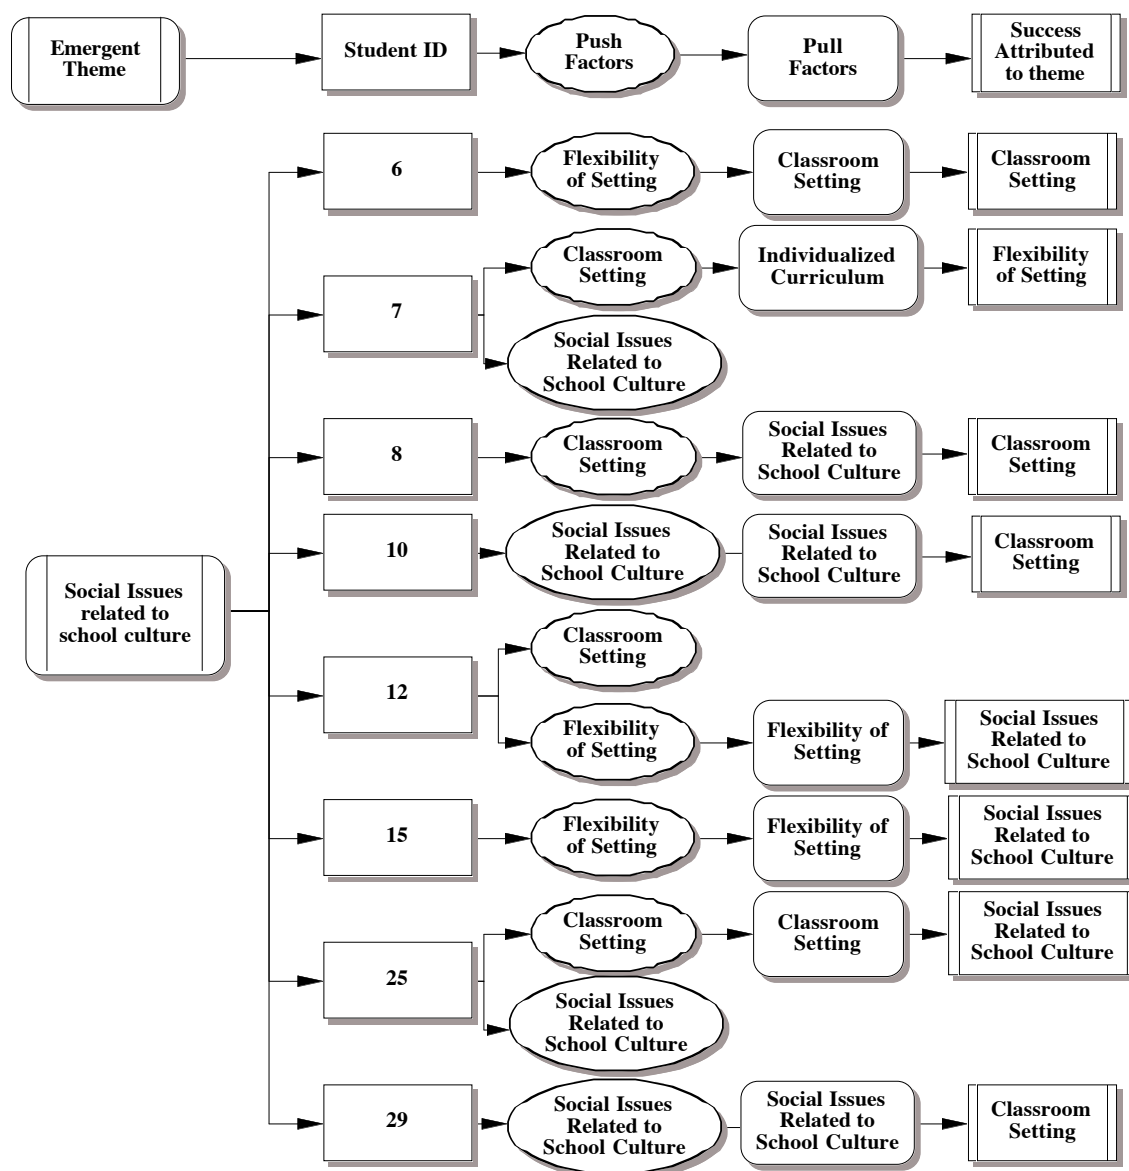 Emergent
Theme
Student ID
Push
Factors
Pull
Factors
Success
Attributed
to theme
Social Issues
related to
school culture
6
Flexibility
of Setting
Classroom
Setting
Classroom
Setting
7
Classroom
Setting
Individualized
Curriculum
Flexibility
of Setting
Social Issues
Related to
School Culture
8
Classroom
Setting
Social Issues
Related to
School Culture
Classroom
Setting
10
Social Issues
Related to
School Culture
Social Issues
Related to
School Culture
Classroom
Setting
12
Classroom
Setting
Flexibility
of Setting
Flexibility of
Setting
Social Issues
Related to
School Culture
15
Flexibility
of Setting
Flexibility of
Setting
Social Issues
Related to
School Culture
25
Classroom
Setting
Classroom
Setting
Social Issues
Related to
School Culture
Social Issues
Related to
School Culture
29
Social Issues
Related to
School Culture
Social Issues
Related to
School Culture
Classroom
Setting